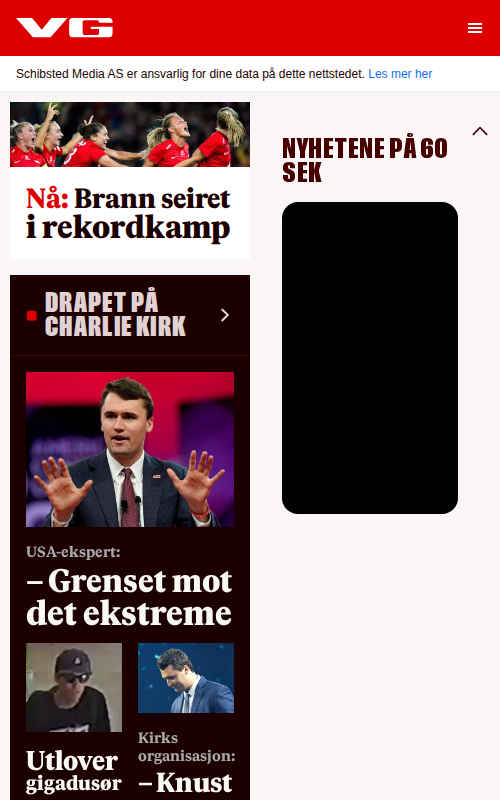 VG
Schibsted Media AS er ansvarlig for dine data på dette nettstedet. Les mer her
Nå: Brann seiret
i rekordkamp
DRAPET PÅ
CHARLIE KIRK
USA-ekspert:
– Grenset mot
det ekstreme
Utlover
gigadusør
Kirks
organisasjon:
– Knust
NYHETENE PÅ 60
SEK